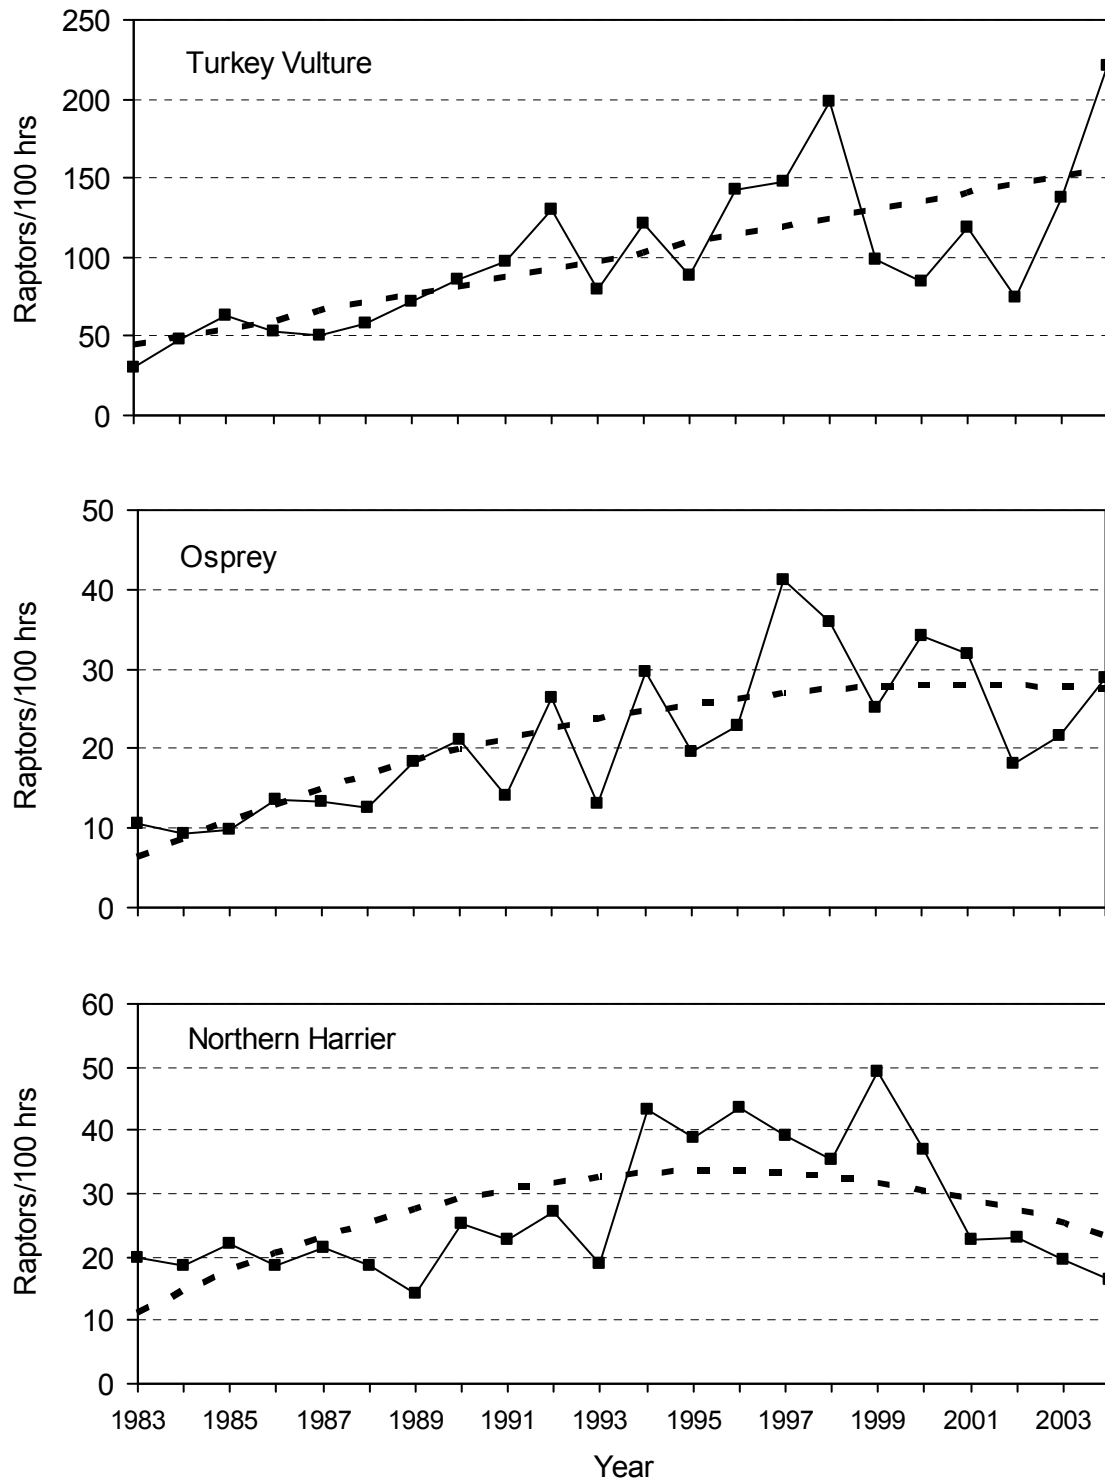 250
Turkey Vulture
200
150
100
50
0
Raptors/100 hrs
50
Osprey
40
30
20
10
0
Raptors/100 hrs
60
Northern Harrier
50
40
30
20
10
0
Raptors/100 hrs
1983 1985 1987 1989 1991 1993 1995 1997 1999 2001 2003
Year